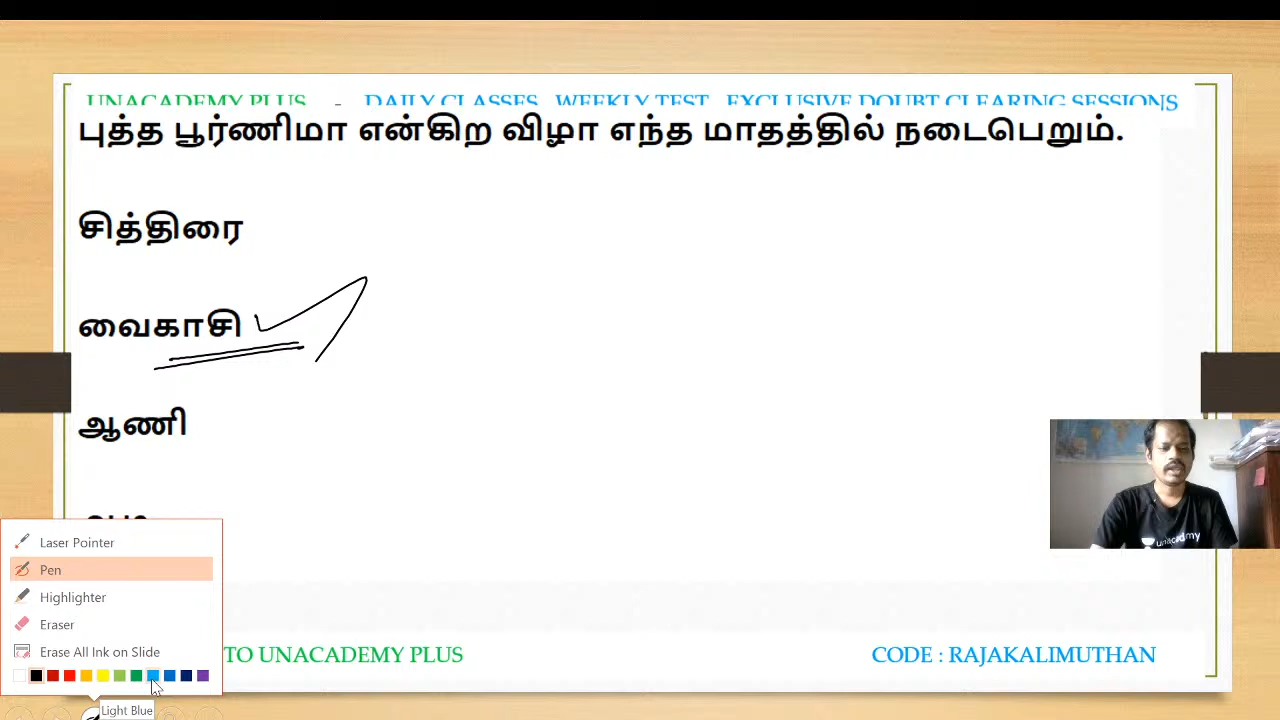 UNACADEMY PLUS - DAILY CLASSES WEEKLY TEST EXCLUSIVE DOUBT CLEARING SESSIONS
புத்த பூர்ணிமா என்கிற விழா எந்த மாதத்தில் நடைபெறும்.
சித்திரை
வைகாசி
ஆணி
Laser Pointer
Pen
Highlighter
Eraser
Erase All Ink on Slide
Light Blue
TO UNACADEMY PLUS
CODE : RAJAKALIMUTHAN
unacademy